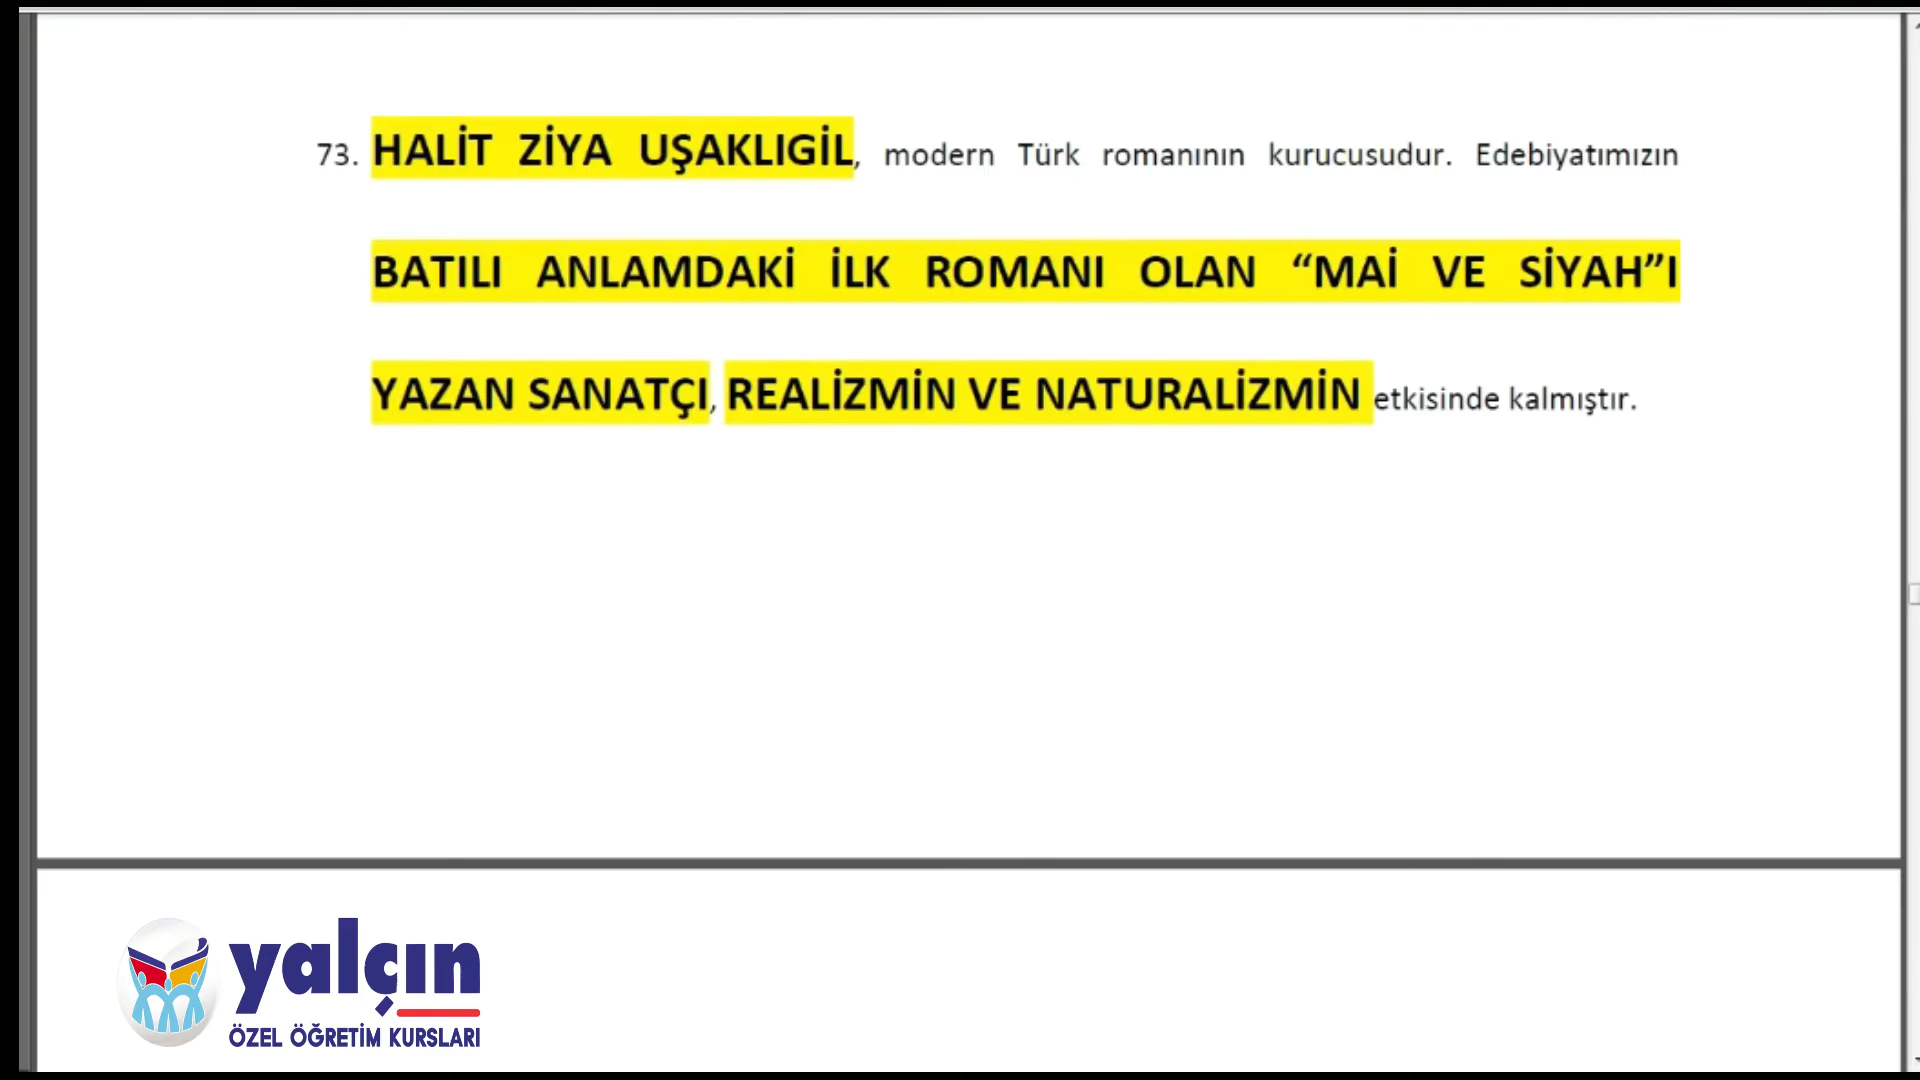 73. HALİT ZİYA UŞAKLIGİL, modern Türk romanının kurucusudur. Edebiyatımızın
BATILI ANLAMDAKİ İLK ROMANI OLAN “MAİ VE SİYAH”I
YAZAN SANATÇI, REALİZMİN VE NATURALİZMİN etkisinde kalmıştır.
yalçın
ÖZEL ÖĞRETİM KURSLARI